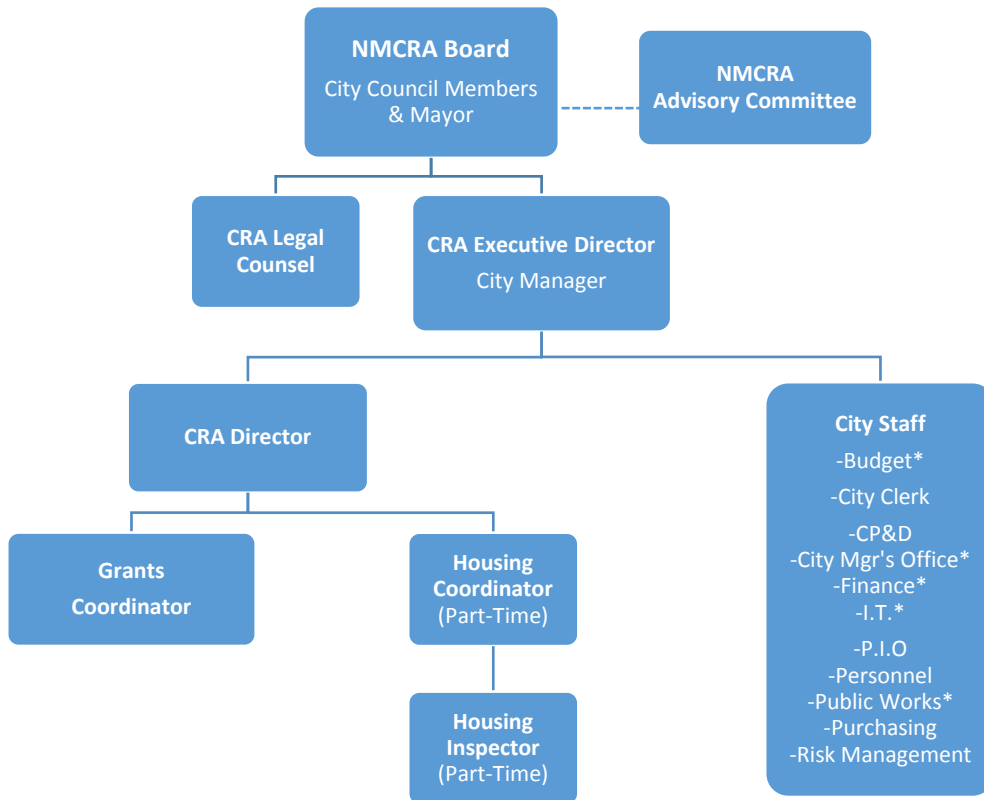 NMCRA Board
City Council Members
& Mayor
NMCRA
Advisory Committee
CRA Legal
Counsel
CRA Executive Director
City Manager
CRA Director
City Staff
-Budget*
-City Clerk
-CP&D
-City Mgr's Office*
-Finance*
-I.T.*
-P.I.O
-Personnel
-Public Works*
-Purchasing
-Risk Management
Grants
Coordinator
Housing
Coordinator
(Part-Time)
Housing
Inspector
(Part-Time)